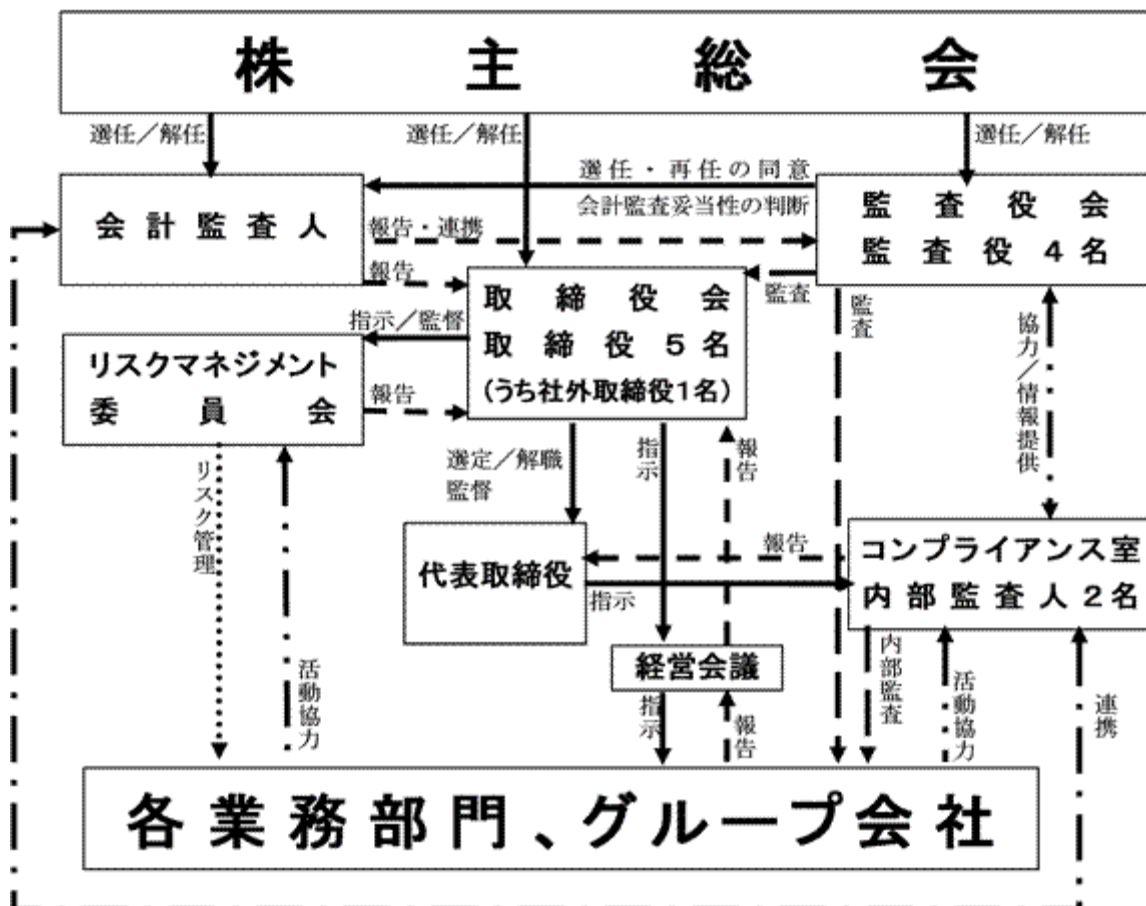 株主総会
選任／解任
選任／解任
選任／解任
選任・再任の同意
会計監査妥当性の判断
会計監査人
監査役会
監査役4名
報告・連携
報告
監査
監査
取締役会
取締役5名
(うち社外取締役1名)
指示／監督
リスクマネジメント
委員会
報告
協力／情報提供
選定／解職
監督
指示
報告
リスク管理
代表取締役
報告
指示
コンプライアンス室
内部監査人2名
経営会議
活動協力
指示
報告
内部監査
活動協力
連携
各業務部門、グループ会社